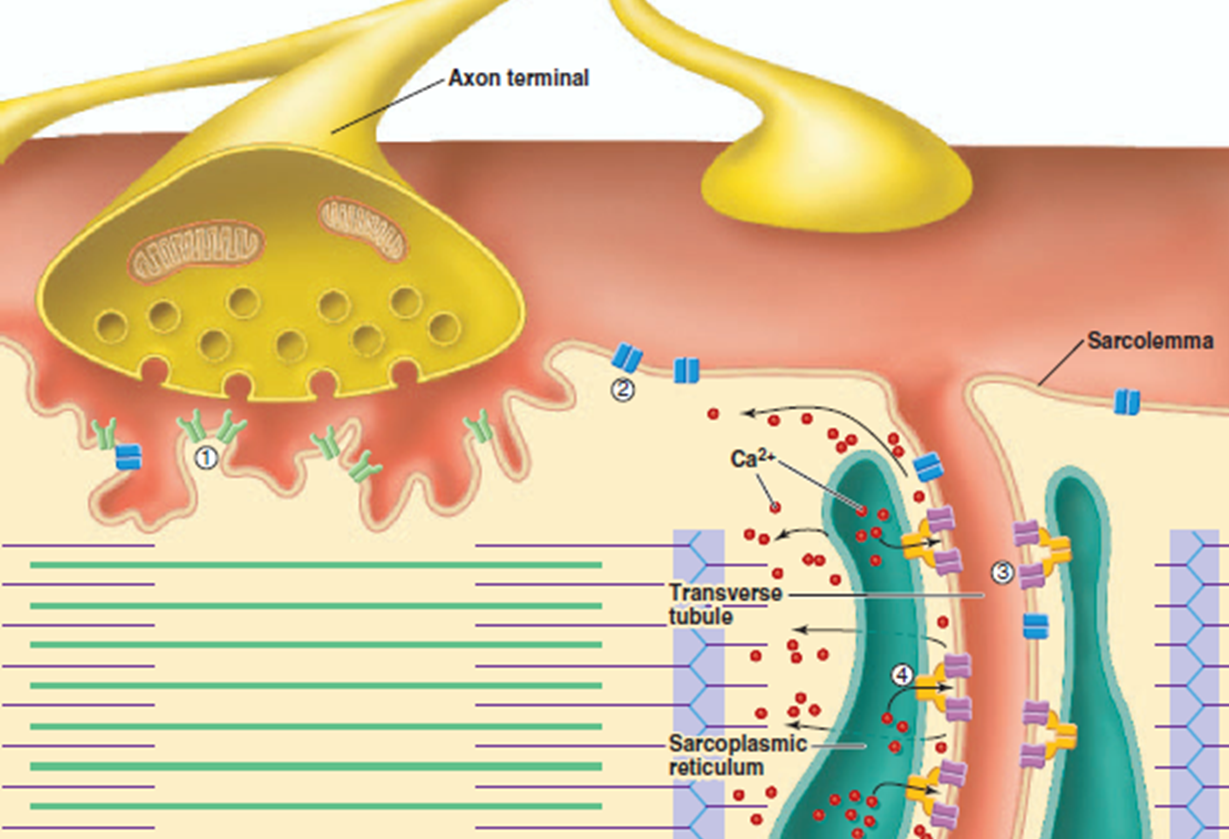 Axon terminal
Sarcolemma
2
1
Ca2+
3
Transverse
tubule
4
Sarcoplasmic
reticulum